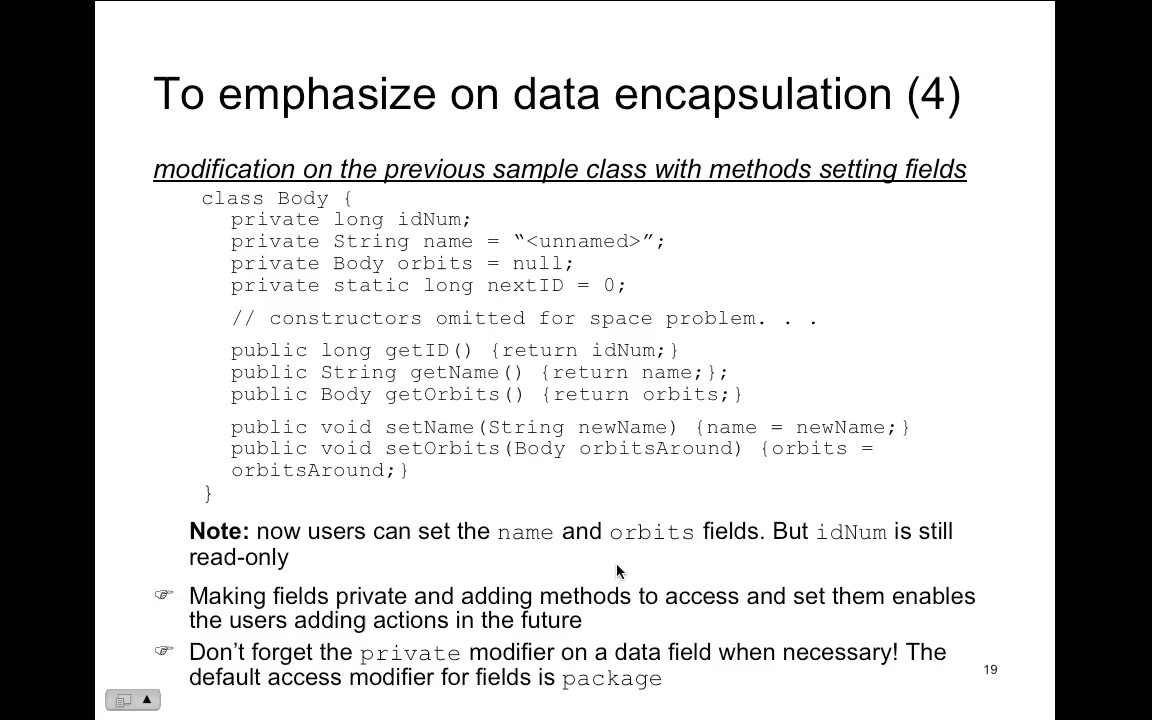 To emphasize on data encapsulation (4)
modification on the previous sample class with methods setting fields
class Body {
private long idNum;
private String name = “<unnamed>”;
private Body orbits = null;
private static long nextID = 0;
// constructors omitted for space problem. . .
public long getID() {return idNum;}
public String getName() {return name;};
public Body getOrbits() {return orbits;}
public void setName(String newName) {name = newName;}
public void setOrbits(Body orbitsAround) {orbits =
orbitsAround;}
}
Note: now users can set the name and orbits fields. But idNum is still
read-only
☞ Making fields private and adding methods to access and set them enables
the users adding actions in the future
☞ Don’t forget the private modifier on a data field when necessary! The
default access modifier for fields is package
19